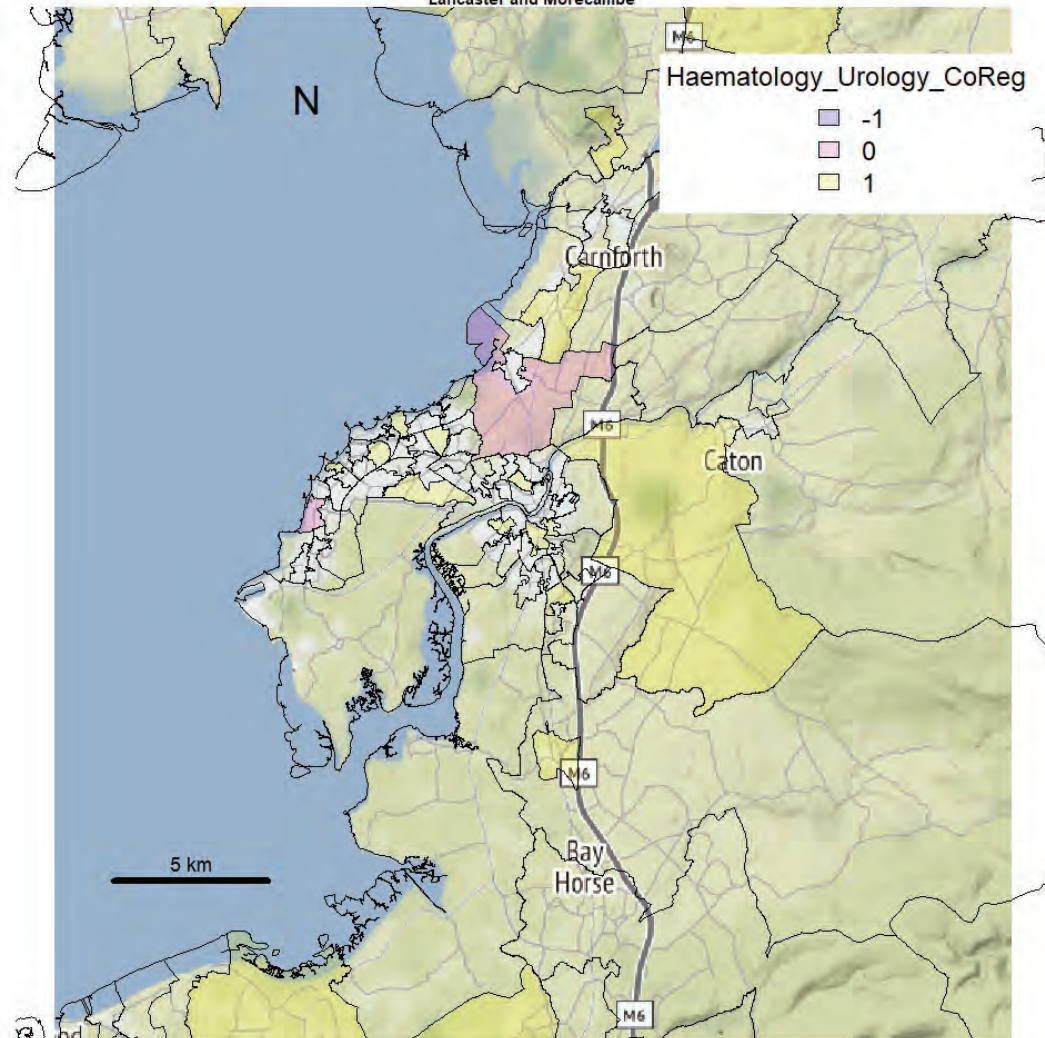 Lancaster and Morecambe
M6
Haematology_Urology_CoReg
N
-1
0
1
Carnforth
M6
Caton
M6
M6
Bay
Horse
5 km
M6